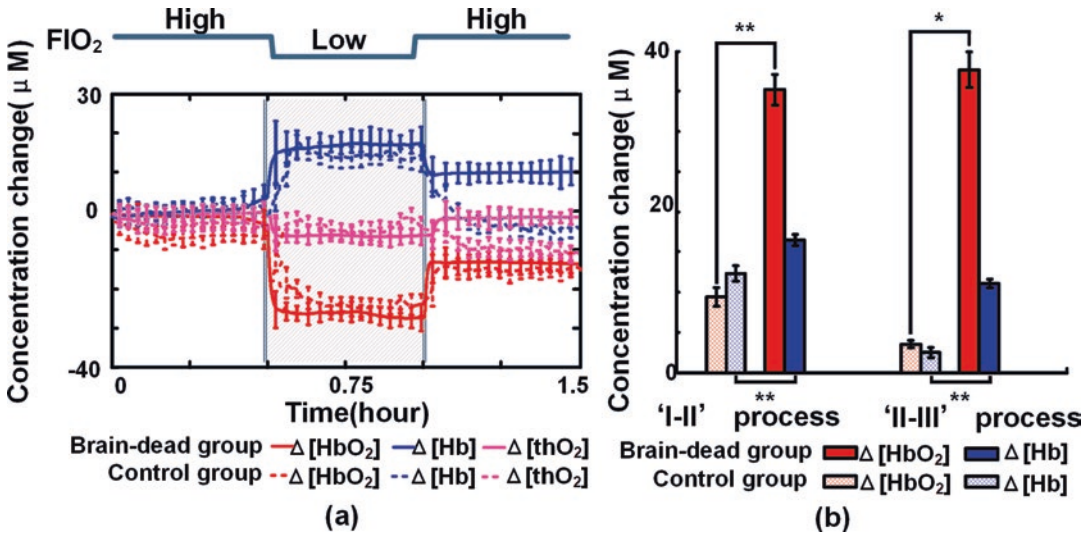 High
High
FIO₂
Low
Concentration change( μ M)
30
0
-40
0
0.75
1.5
Time(hour)
Brain-dead group Δ [HbO₂] Δ [Hb] Δ [thO₂]
Control group Δ [HbO₂] Δ [Hb] Δ [thO₂]
(a)
Concentration change( μ M)
40
20
0
**
*
**
**
‘I-II’ process
‘II-III’ process
Brain-dead group Δ [HbO₂] Δ [Hb]
Control group Δ [HbO₂] Δ [Hb]
(b)